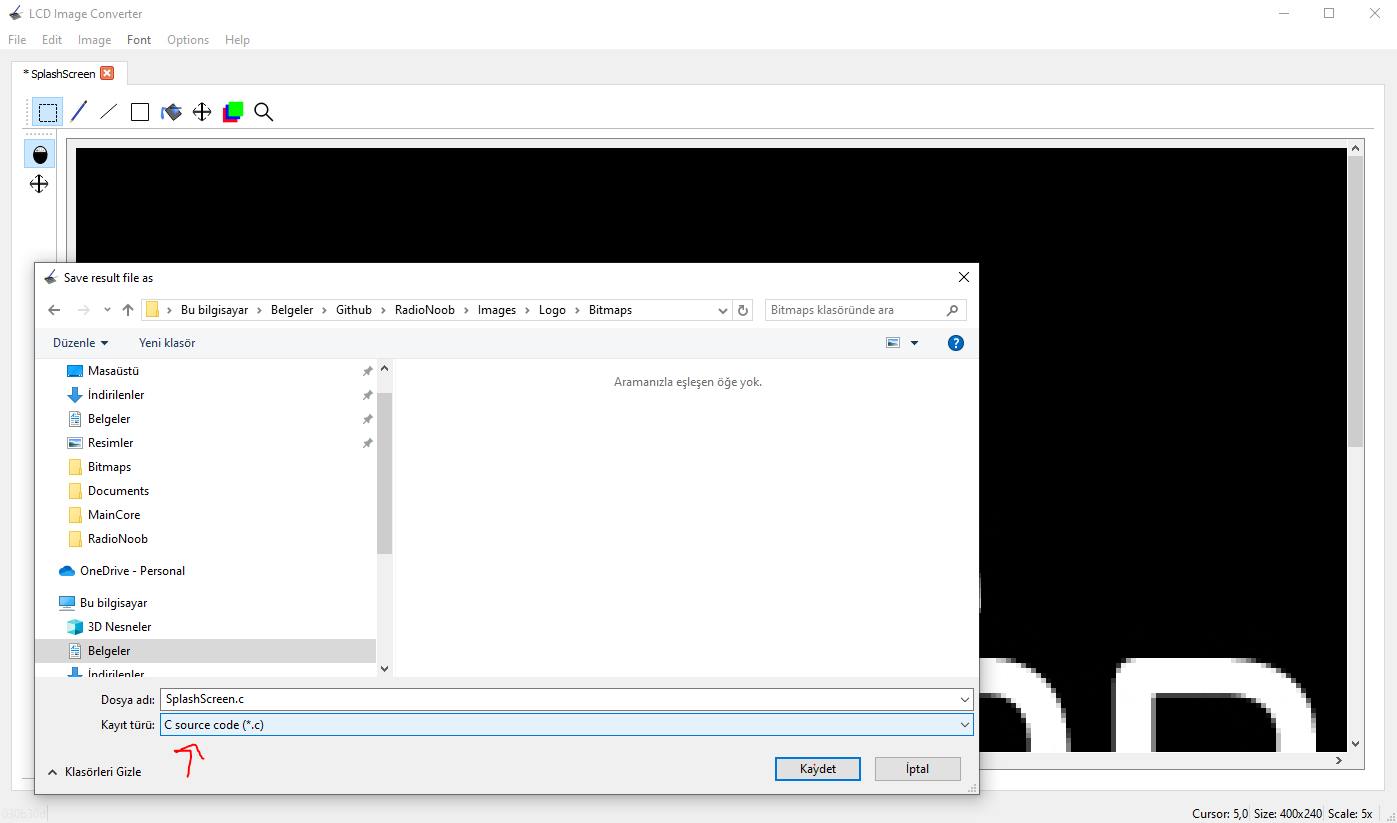 LCD Image Converter
File Edit Image Font Options Help
* SplashScreen
Save result file as
Bu bilgisayar Belgeler Github RadioNoob Images Logo Bitmaps
Bitmaps klasöründe ara
Düzenle Yeni klasör
?
Masaüstü
İndirilenler
Belgeler
Resimler
Bitmaps
Documents
MainCore
RadioNoob
OneDrive - Personal
Bu bilgisayar
3D Nesneler
Belgeler
İndirilenler
Aramanızla eşleşen öğe yok.
Dosya adı: SplashScreen.c
Kayıt türü: C source code (*.c)
Klasörleri Gizle
Kaydet İptal
Cursor: 5,0 Size: 400x240 Scale: 5x